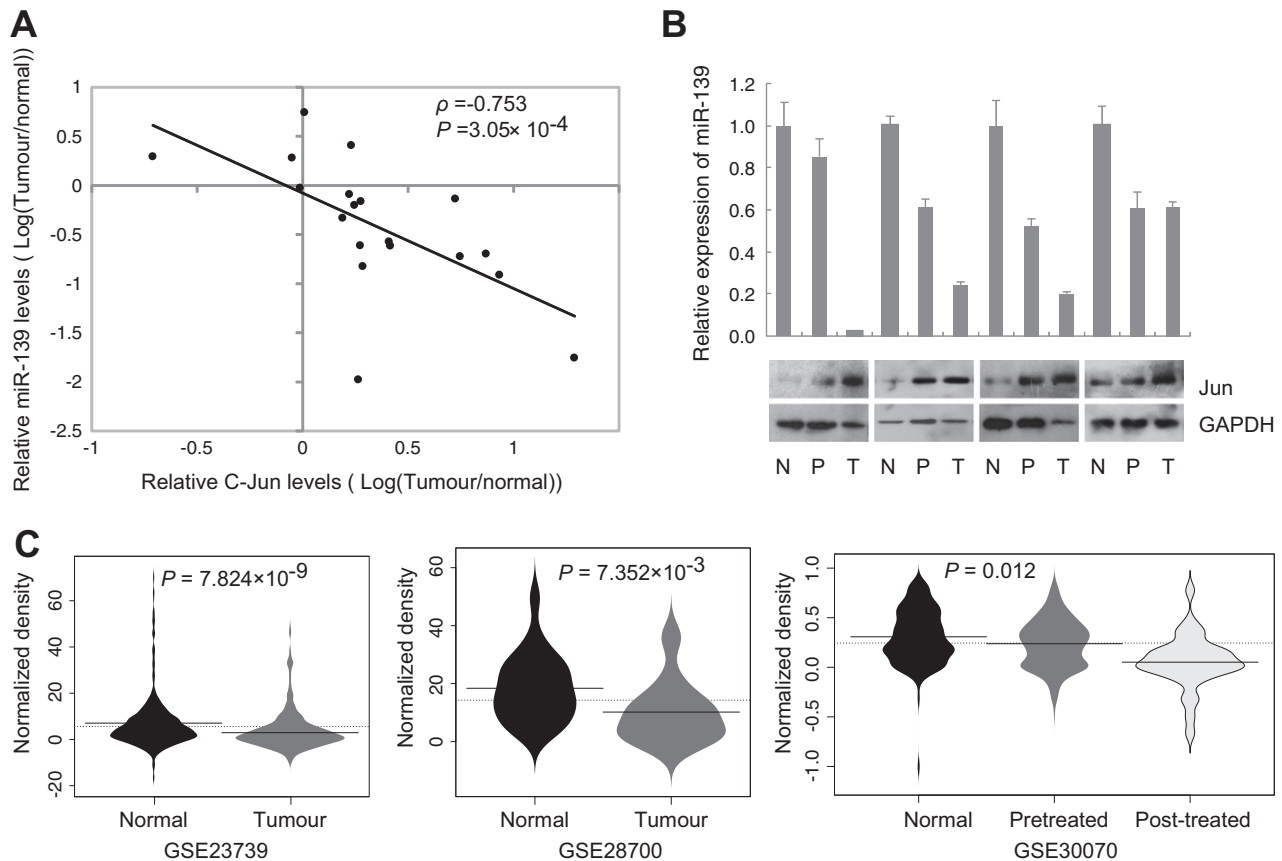 A
Relative miR-139 levels ( Log(Tumour/normal))
1
0.5
0
-0.5
-1
-1.5
-2
-2.5
ρ =-0.753
P =3.05× 10-4
-1
-0.5
0
0.5
1
Relative C-Jun levels ( Log(Tumour/normal))
B
Relative expression of miR-139
1.2
1.0
0.8
0.6
0.4
0.2
0.0
Jun
GAPDH
N P T N P T N P T N P T
C
Normalized density
60
40
20
0
-20
P = 7.824×10-9
Normal Tumour
GSE23739
Normalized density
60
40
20
0
P = 7.352×10-3
Normal Tumour
GSE28700
Normalized density
1.0
0.5
0.0
-0.5
-1.0
P = 0.012
Normal Pretreated Post-treated
GSE30070